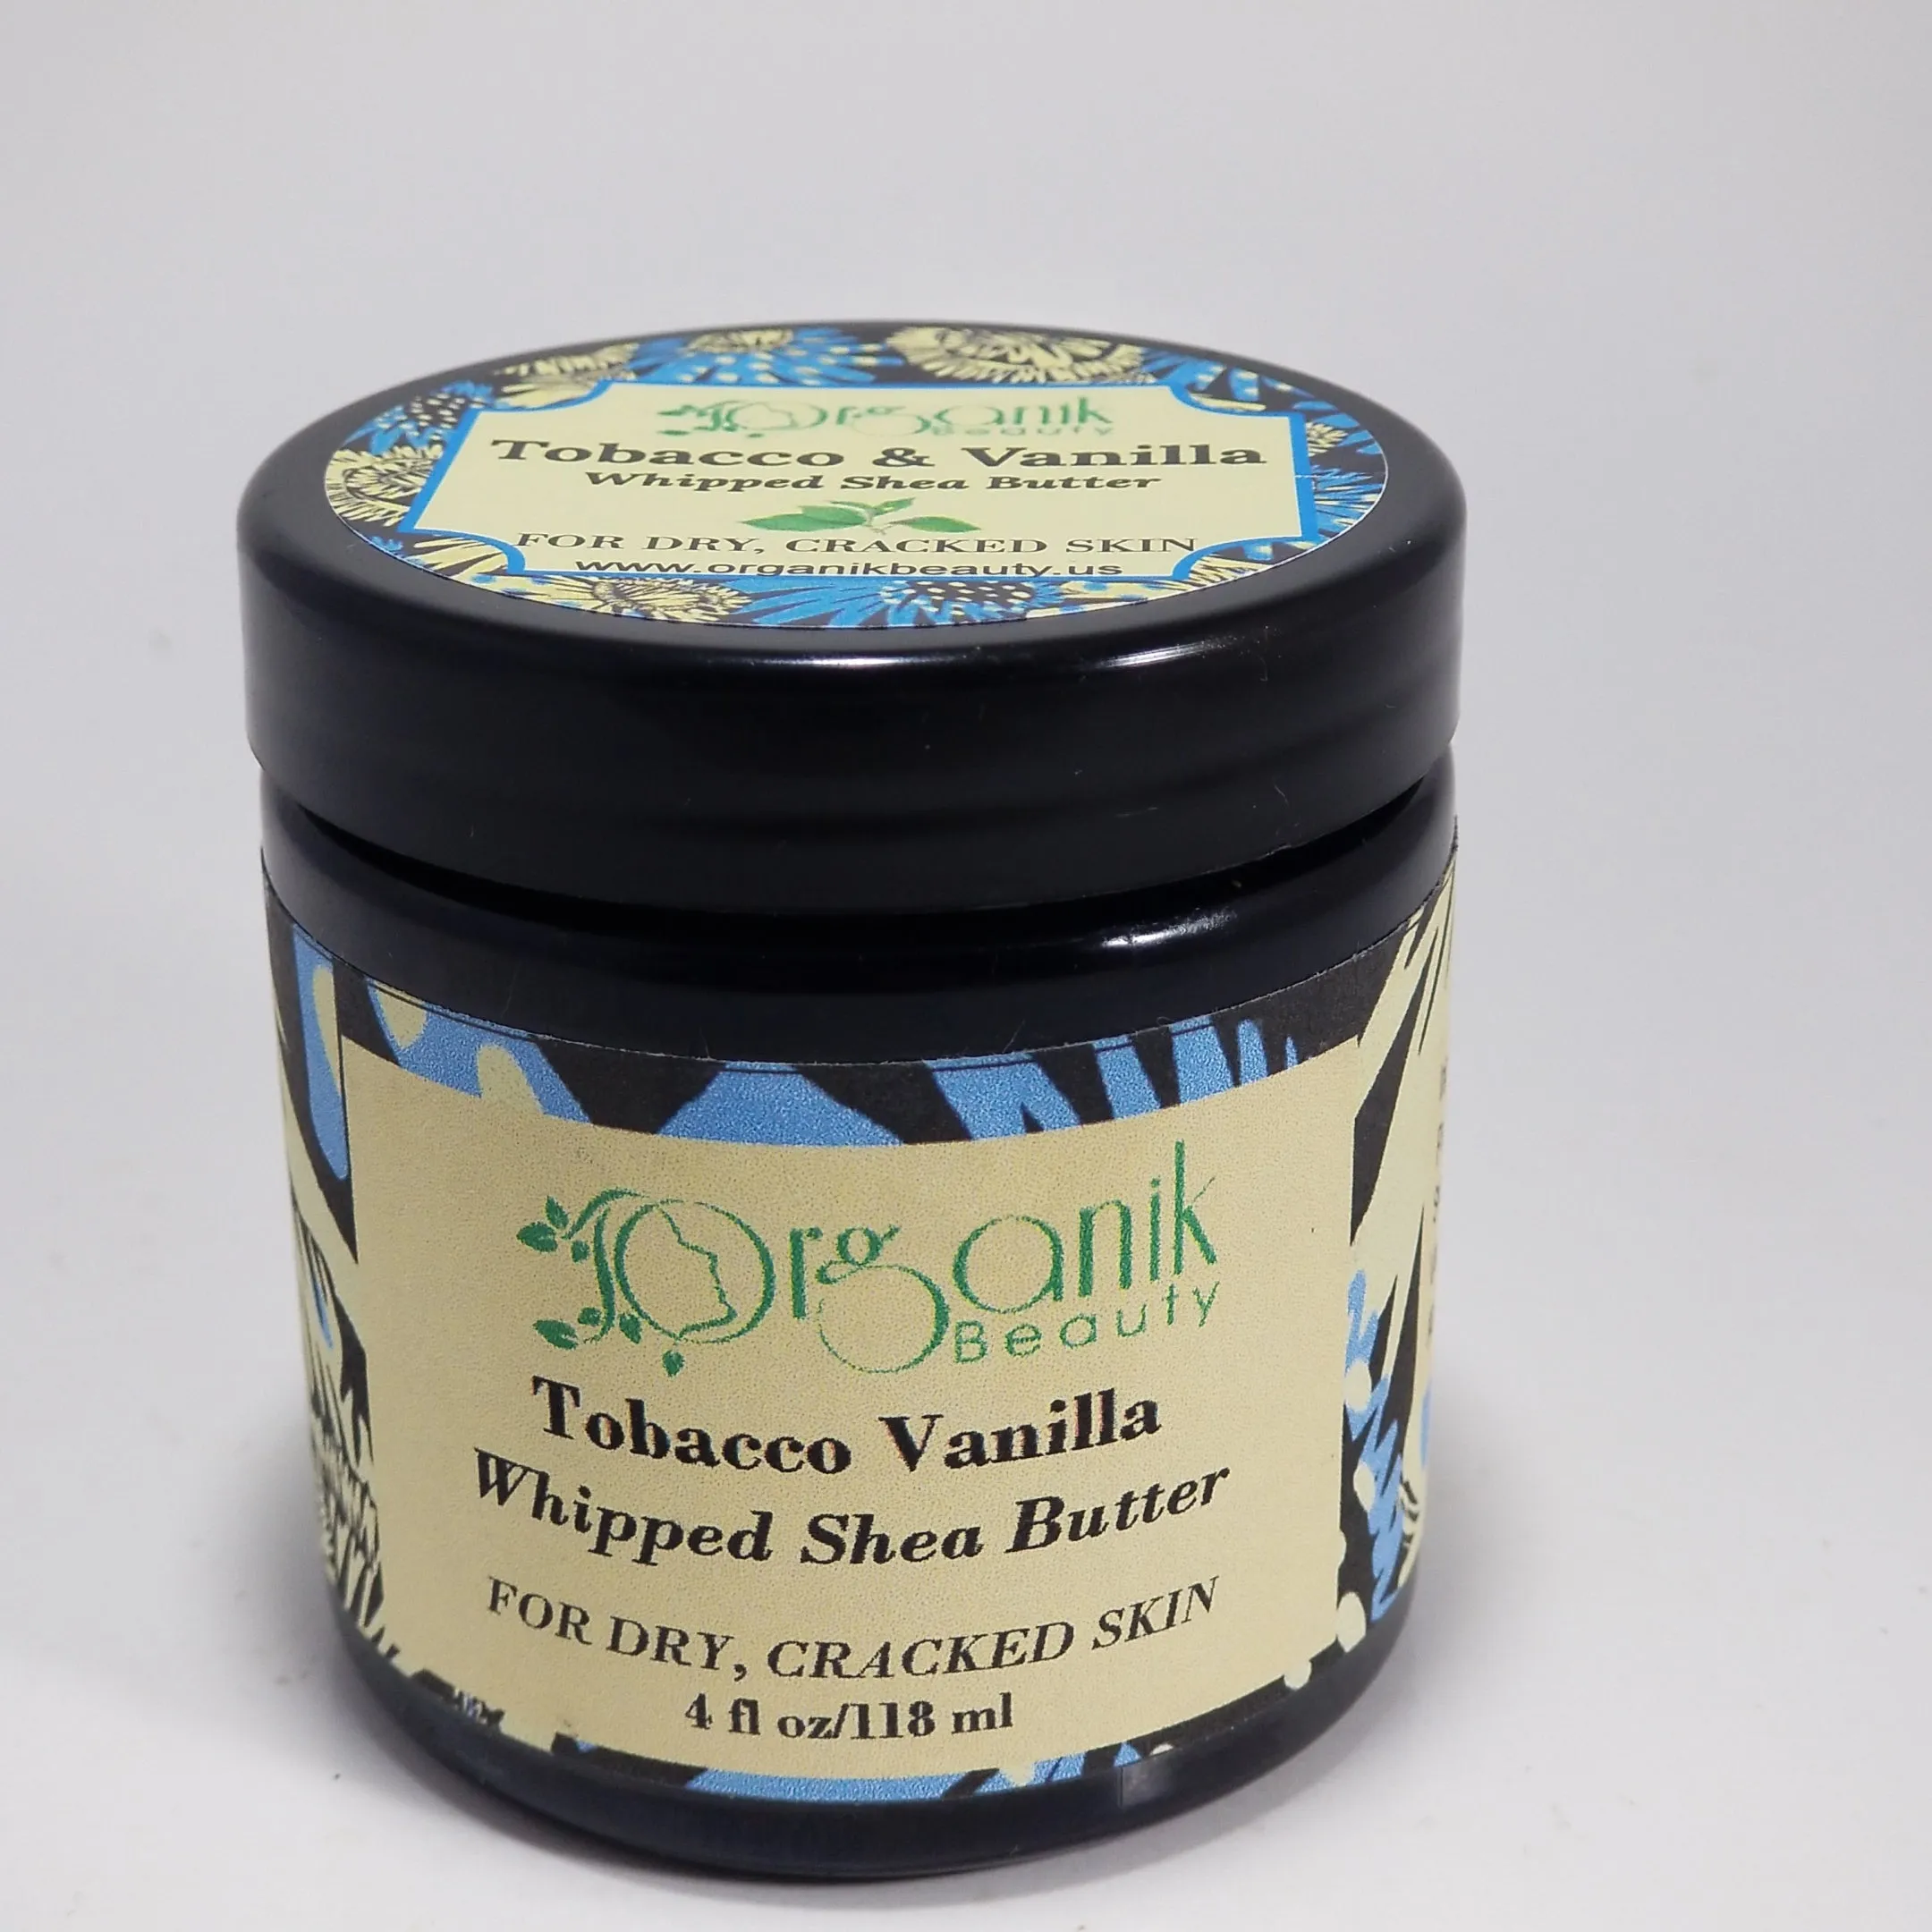 Organik
Beauty
Tobacco & Vanilla
Whipped Shea Butter
FOR DRY, CRACKED SKIN
www.organikbeauty.us
Organik
Beauty
Tobacco Vanilla
Whipped Shea Butter
FOR DRY, CRACKED SKIN
4 fl oz/118 ml